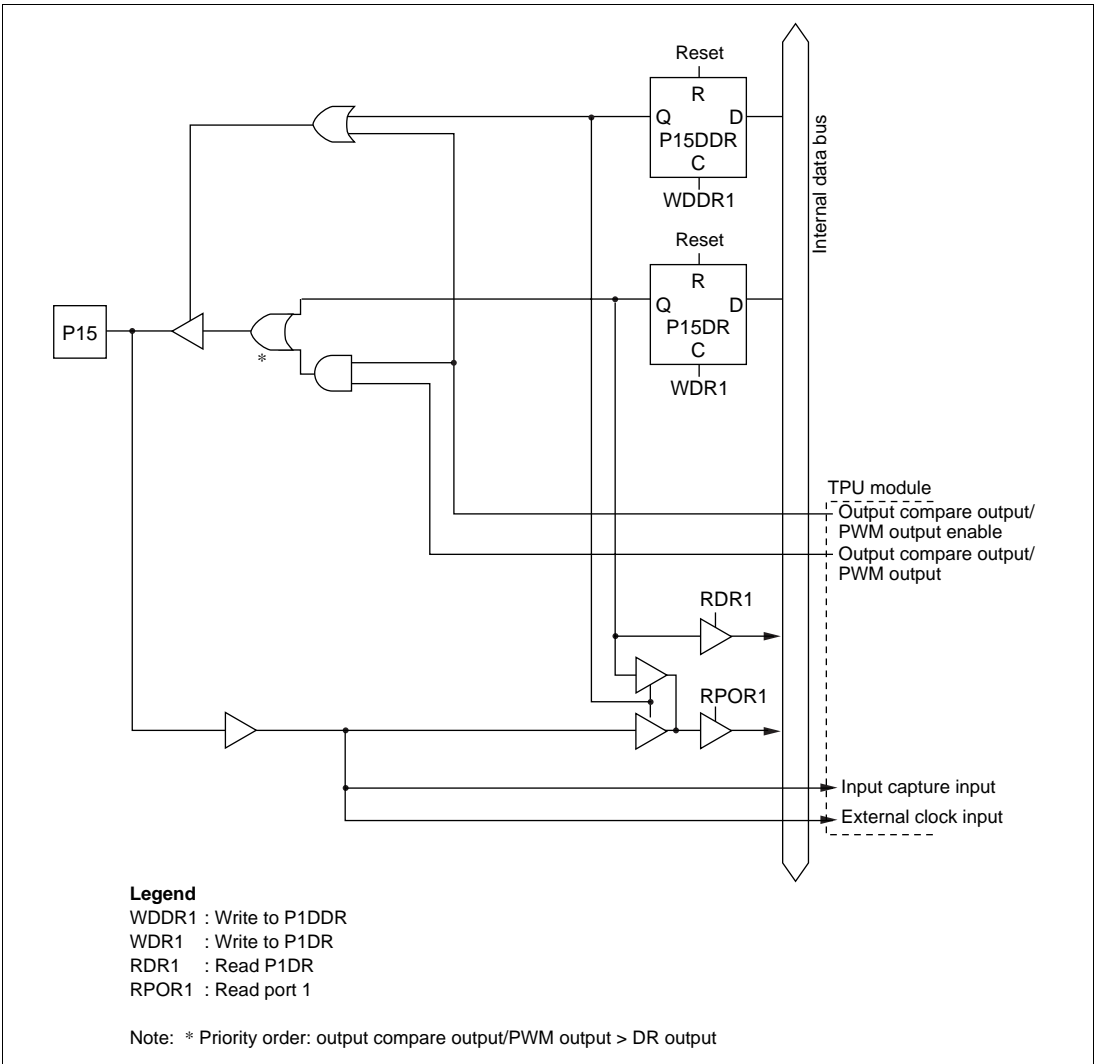 Reset
R
Q D
P15DDR
C
WDDR1
Internal data bus
Reset
R
Q D
P15DR
C
WDR1
P15
*
TPU module
Output compare output/
PWM output enable
Output compare output/
PWM output
RDR1
RPOR1
Input capture input
External clock input
Legend
WDDR1 : Write to P1DDR
WDR1 : Write to P1DR
RDR1 : Read P1DR
RPOR1 : Read port 1
Note: * Priority order: output compare output/PWM output > DR output